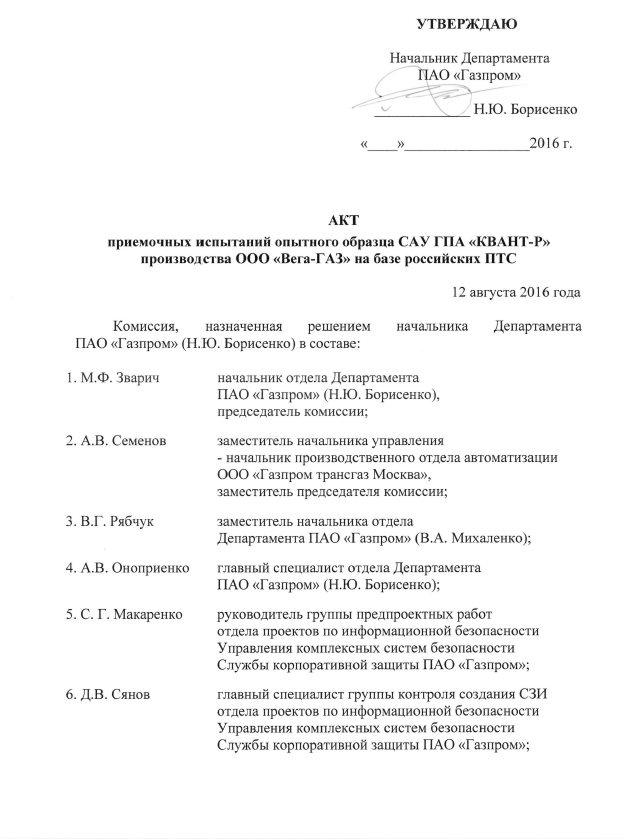 УТВЕРЖДАЮ
Начальник Департамента
ПАО «Газпром»
_____________ Н.Ю. Борисенко
«____»_________________2016 г.
АКТ
приемочных испытаний опытного образца САУ ГПА «КВАНТ-Р»
производства ООО «Вега-ГАЗ» на базе российских ПТС
12 августа 2016 года
Комиссия, назначенная решением начальника Департамента
ПАО «Газпром» (Н.Ю. Борисенко) в составе:
1. М.Ф. Зварич начальник отдела Департамента
ПАО «Газпром» (Н.Ю. Борисенко),
председатель комиссии;
2. А.В. Семенов заместитель начальника управления
- начальник производственного отдела автоматизации
ООО «Газпром трансгаз Москва»,
заместитель председателя комиссии;
3. В.Г. Рябчук заместитель начальника отдела
Департамента ПАО «Газпром» (В.А. Михаленко);
4. А.В. Оноприенко главный специалист отдела Департамента
ПАО «Газпром» (Н.Ю. Борисенко);
5. С. Г. Макаренко руководитель группы предпроектных работ
отдела проектов по информационной безопасности
Управления комплексных систем безопасности
Службы корпоративной защиты ПАО «Газпром»;
6. Д.В. Сянов главный специалист группы контроля создания СЗИ
отдела проектов по информационной безопасности
Управления комплексных систем безопасности
Службы корпоративной защиты ПАО «Газпром»;